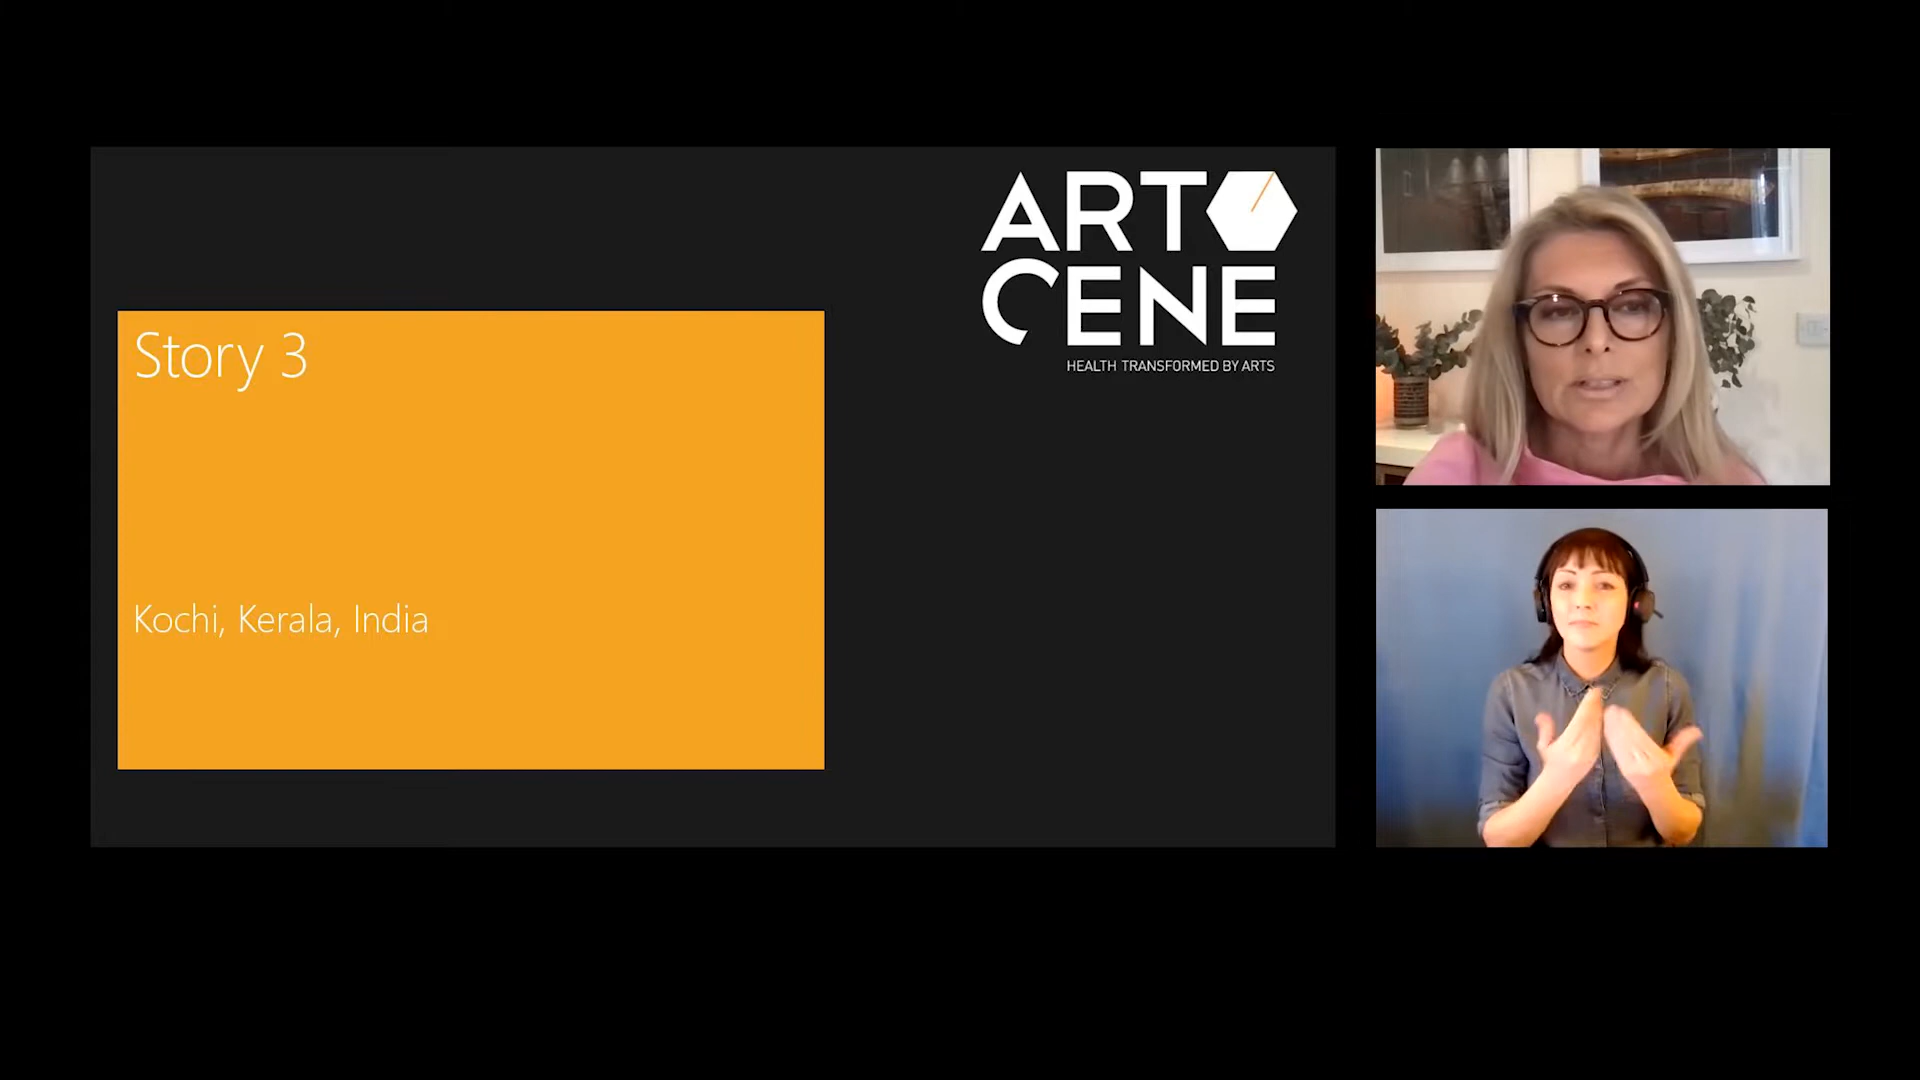 ART
CENE
HEALTH TRANSFORMED BY ARTS
Story 3
Kochi, Kerala, India